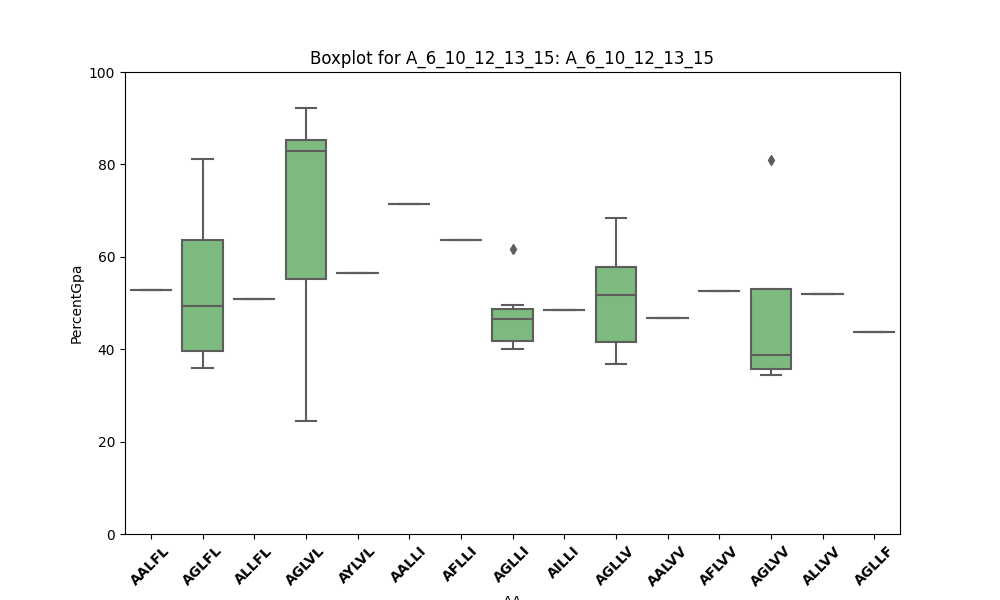 Boxplot for A_6_10_12_13_15: A_6_10_12_13_15
100
80
60
40
20
0
PercentGpa
AALFL AGLFL ALLFL AGLVL AYLVL AALLI AFLLI AGLLI AILLI AGLLV AALVV AFLVV AGLVV ALLVV AGLLF
AA